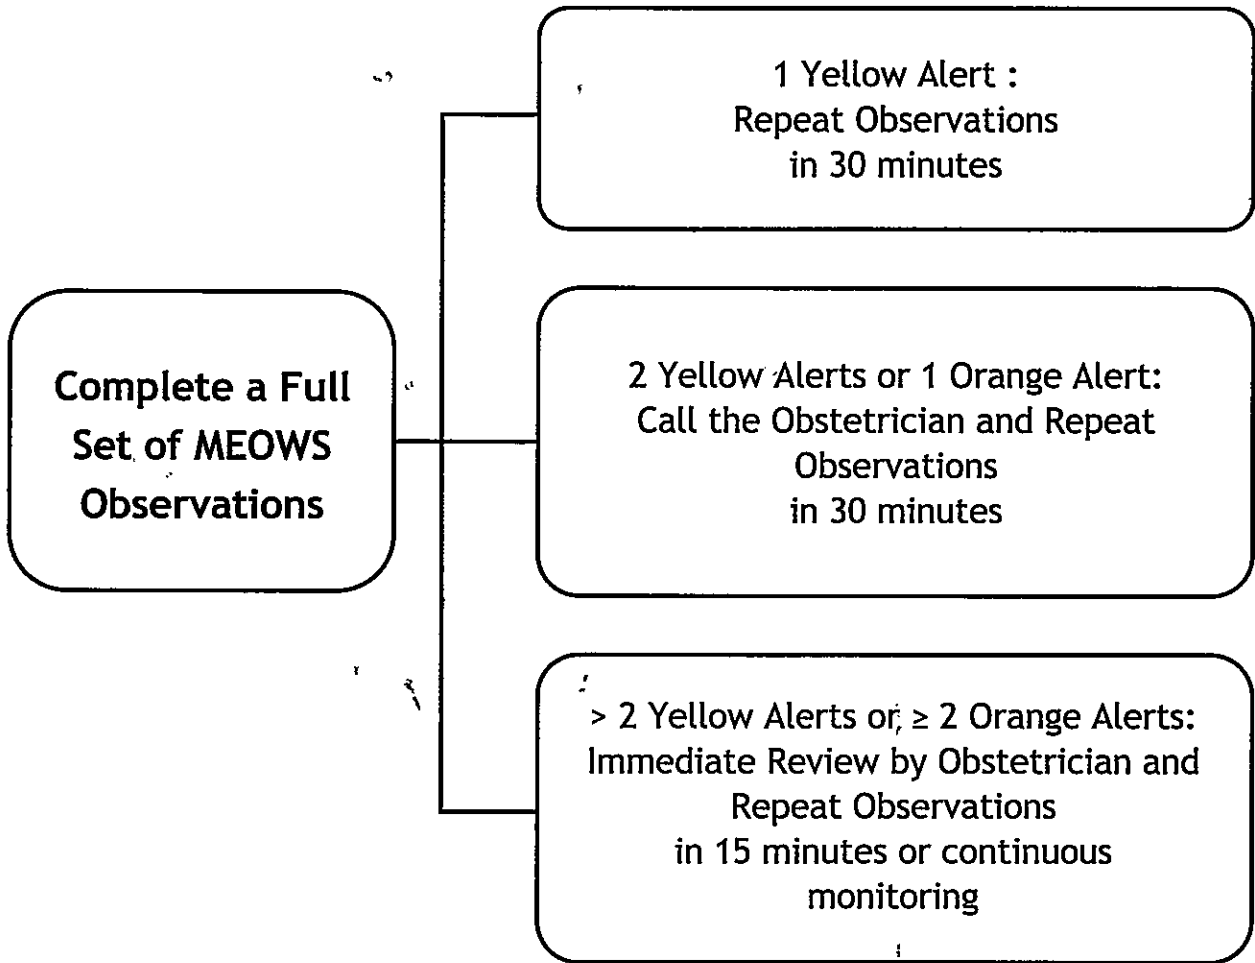 1 Yellow Alert :
Repeat Observations
in 30 minutes
Complete a Full
Set of MEOWS
Observations
2 Yellow Alerts or 1 Orange Alert:
Call the Obstetrician and Repeat
Observations
in 30 minutes
> 2 Yellow Alerts or, ≥ 2 Orange Alerts:
Immediate Review by Obstetrician and
Repeat Observations
in 15 minutes or continuous
monitoring